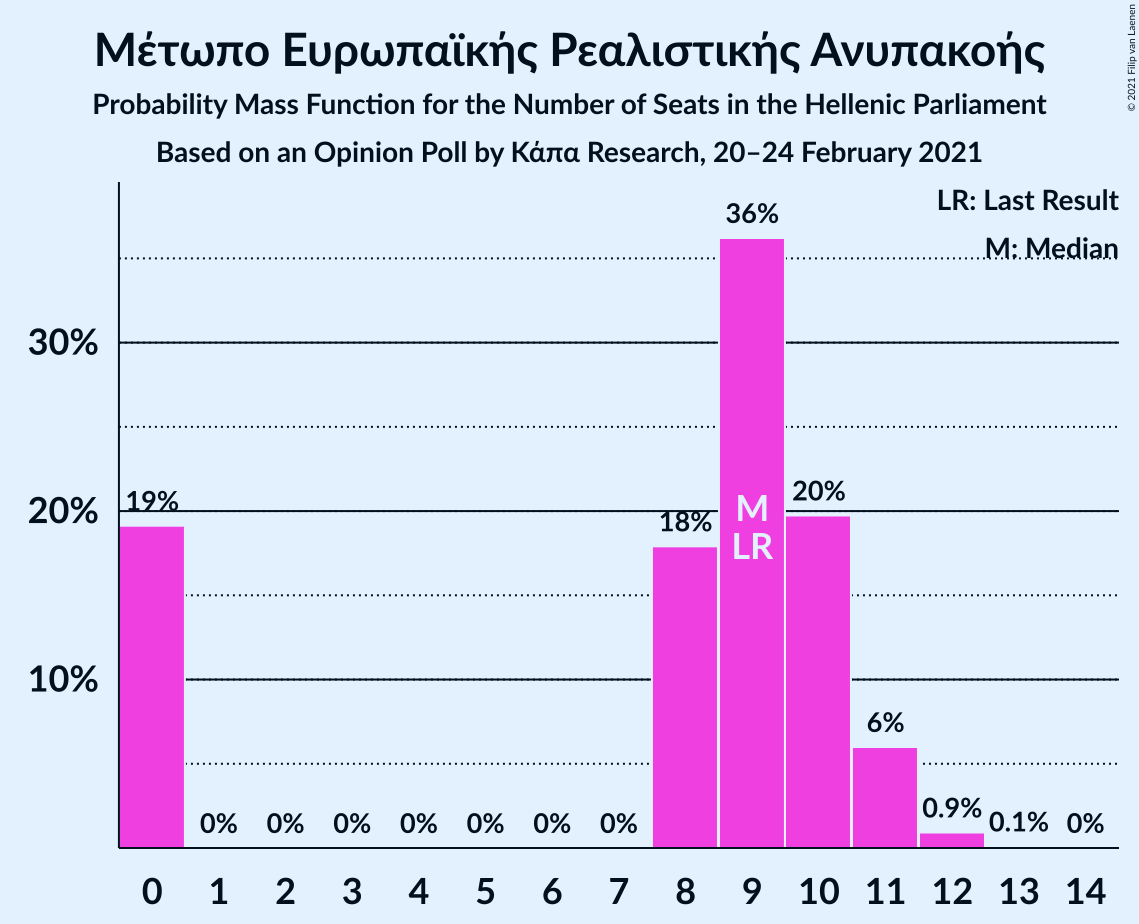 Μέτωπο Ευρωπαϊκής Ρεαλιστικής Ανυπακοής
Probability Mass Function for the Number of Seats in the Hellenic Parliament
Based on an Opinion Poll by Κάπα Research, 20–24 February 2021
© 2021 Filip van Laenen
LR: Last Result
M: Median
30%
20%
10%
19%
0%
0%
0%
0%
0%
0%
0%
18%
36%
M
LR
20%
6%
0.9%
0.1%
0%
0 1 2 3 4 5 6 7 8 9 10 11 12 13 14